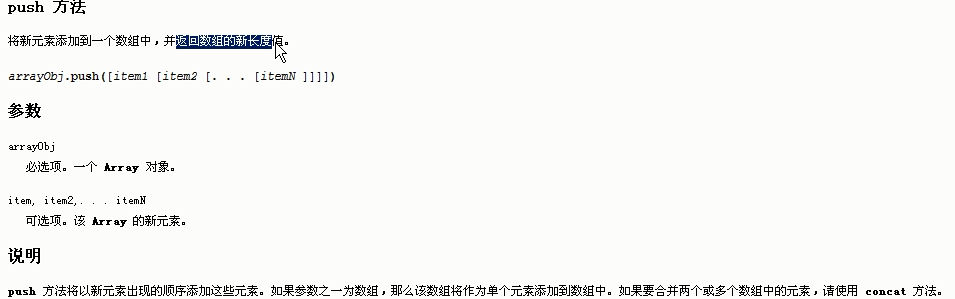 push 方法
将新元素添加到一个数组中，并返回数组的新长度值。
arrayObj.push([item1 [item2 [. . . [itemN ]]]])
参数
arrayObj
必选项。一个 Array 对象。
item, item2,. . . itemN
可选项。该 Array 的新元素。
说明
push 方法将以新元素出现的顺序添加这些元素。如果参数之一为数组，那么该数组将作为单个元素添加到数组中。如果要合并两个或多个数组中的元素，请使用 concat 方法。